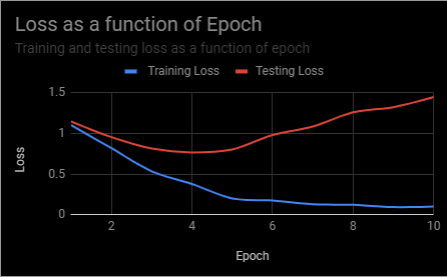 Loss as a function of Epoch
Training and testing loss as a function of epoch
Training Loss Testing Loss
1.5
1
0.5
0
Loss
2 4 6 8 10
Epoch